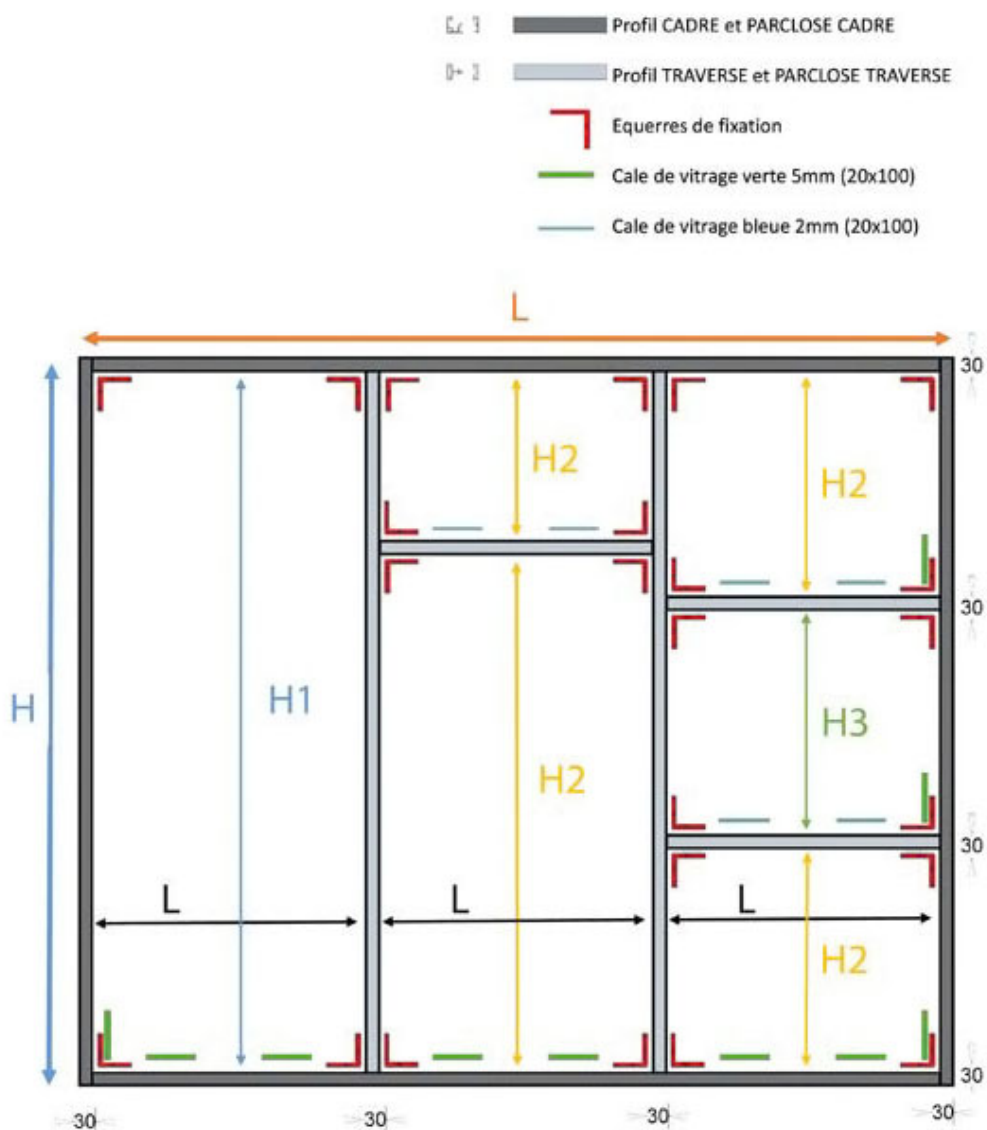 Profil CADRE et PARCLOSE CADRE
Profil TRAVERSE et PARCLOSE TRAVERSE
Equerres de fixation
Cale de vitrage verte 5mm (20x100)
Cale de vitrage bleue 2mm (20x100)
L
30
H2
H2
30
H
H1
H3
H2
30
L
L
L
H2
30
30
30
30
30